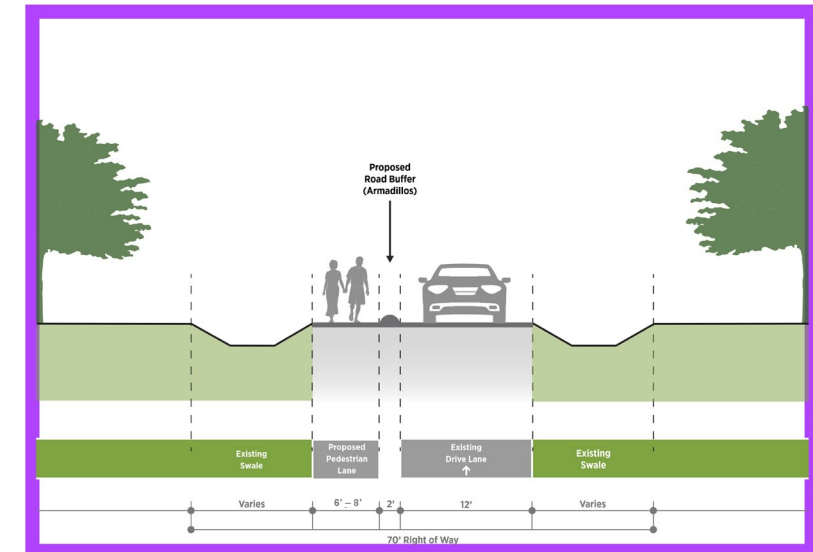 Proposed
Road Buffer
(Armadillos)
Existing
Swale
Proposed
Pedestrian
Lane
Existing
Drive Lane
Existing
Swale
Varies
6' – 8'
2'
12'
Varies
70' Right of Way